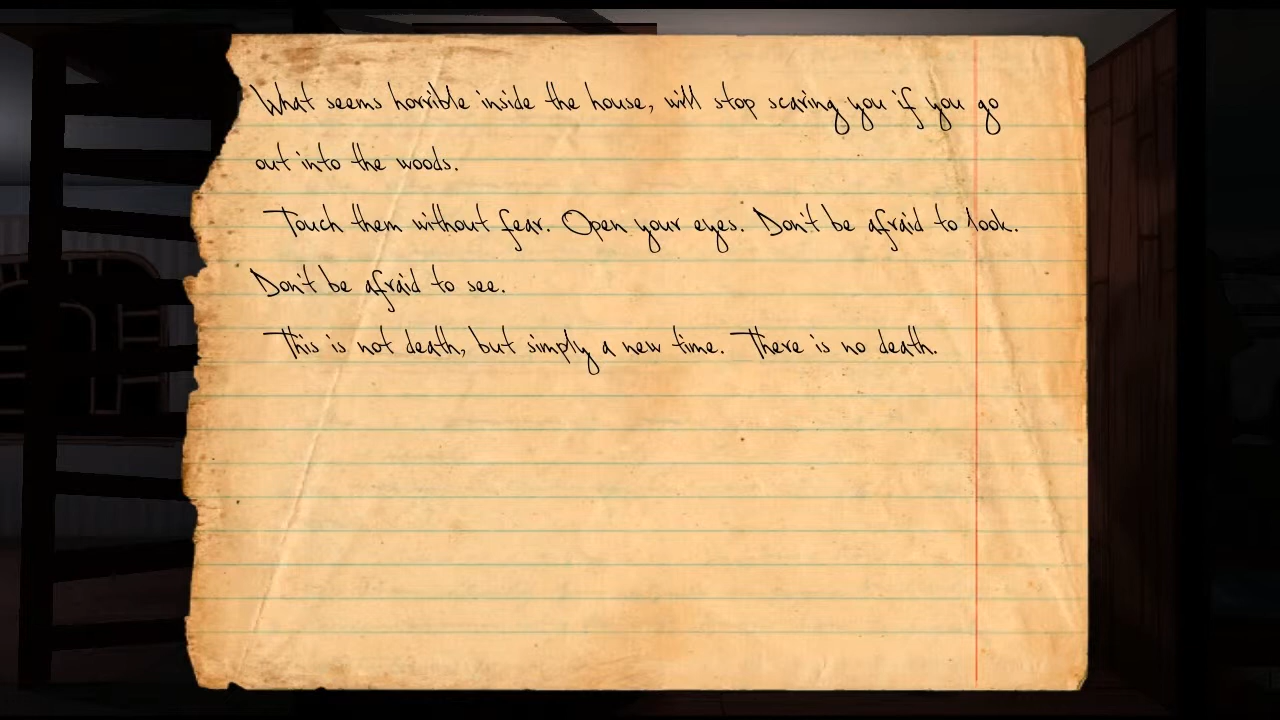 What seems horrible inside the house, will stop scaring you if you go
out into the woods.
Touch them without fear. Open your eyes. Don't be afraid to look.
Don't be afraid to see.
This is not death, but simply a new time. There is no death.